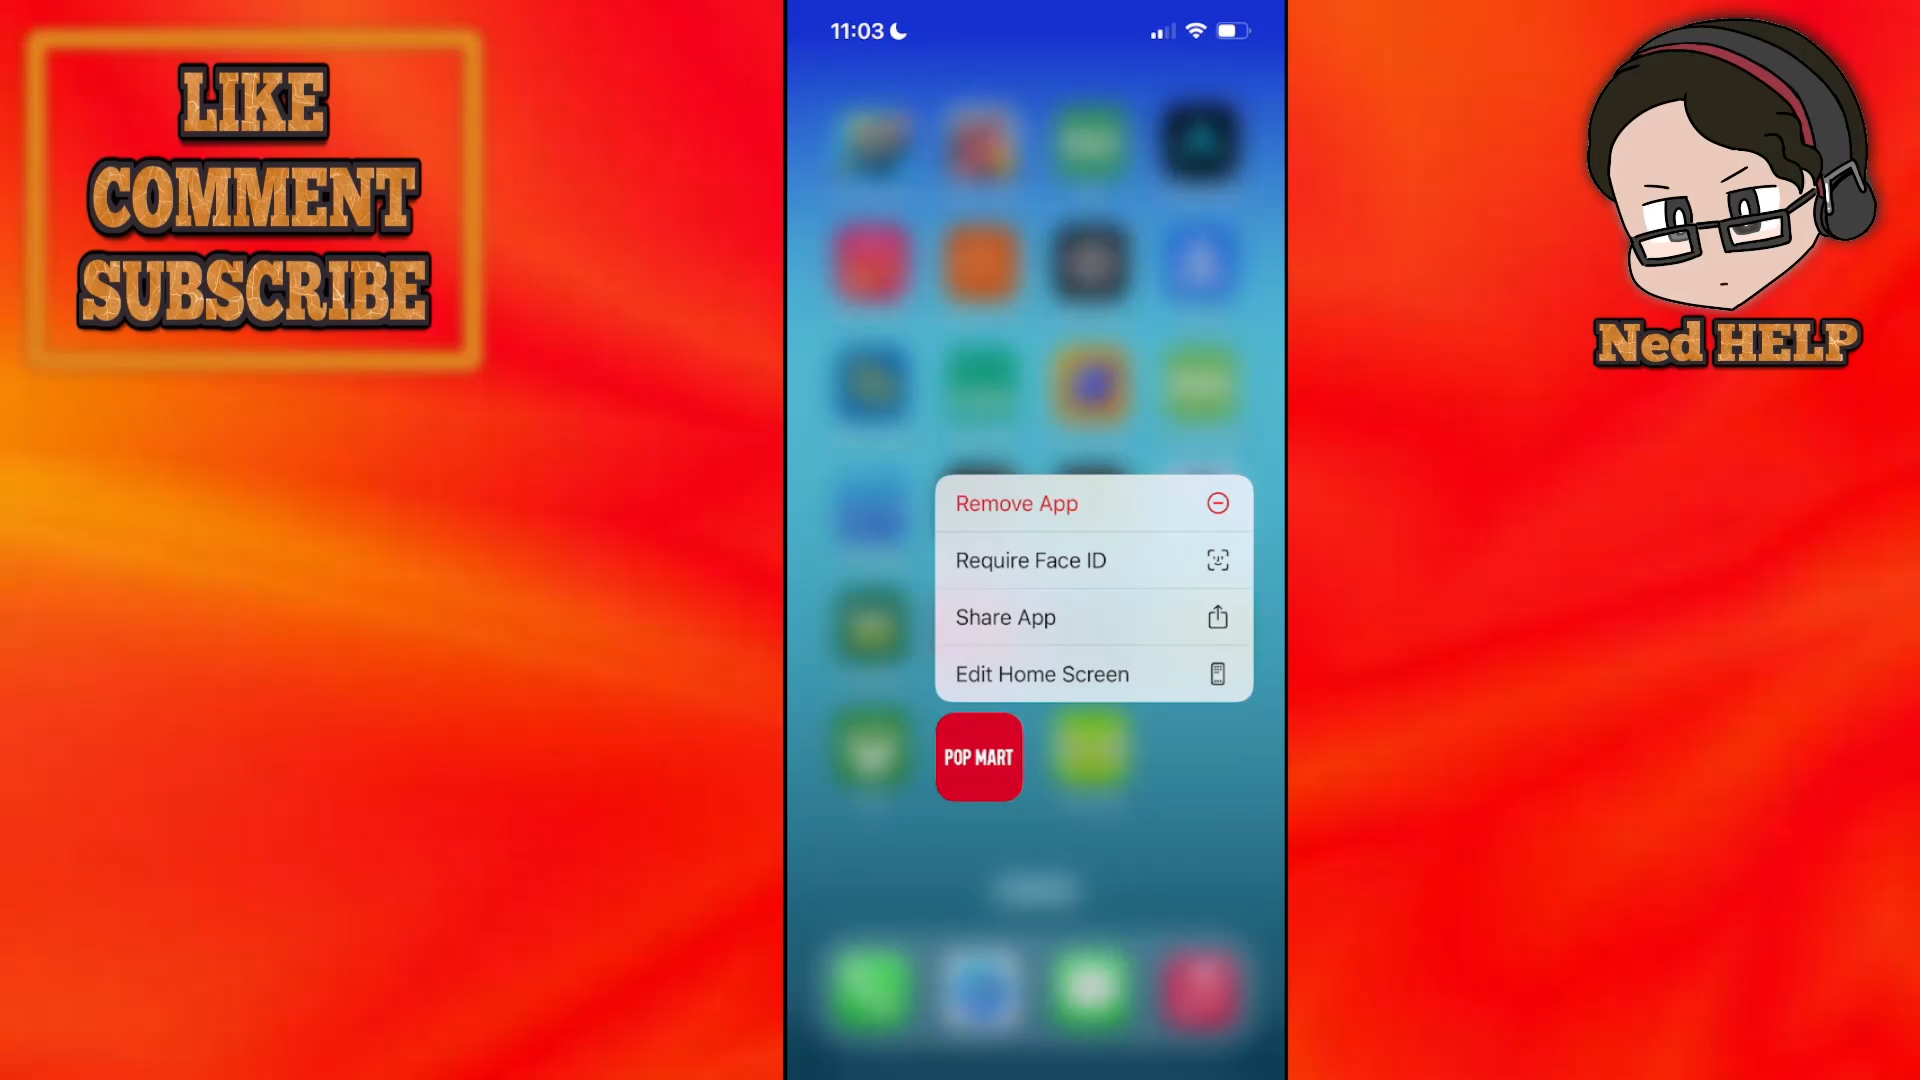 LIKE
COMMENT
SUBSCRIBE
11:03
Remove App
Require Face ID
Share App
Edit Home Screen
POP MART
Ned HELP